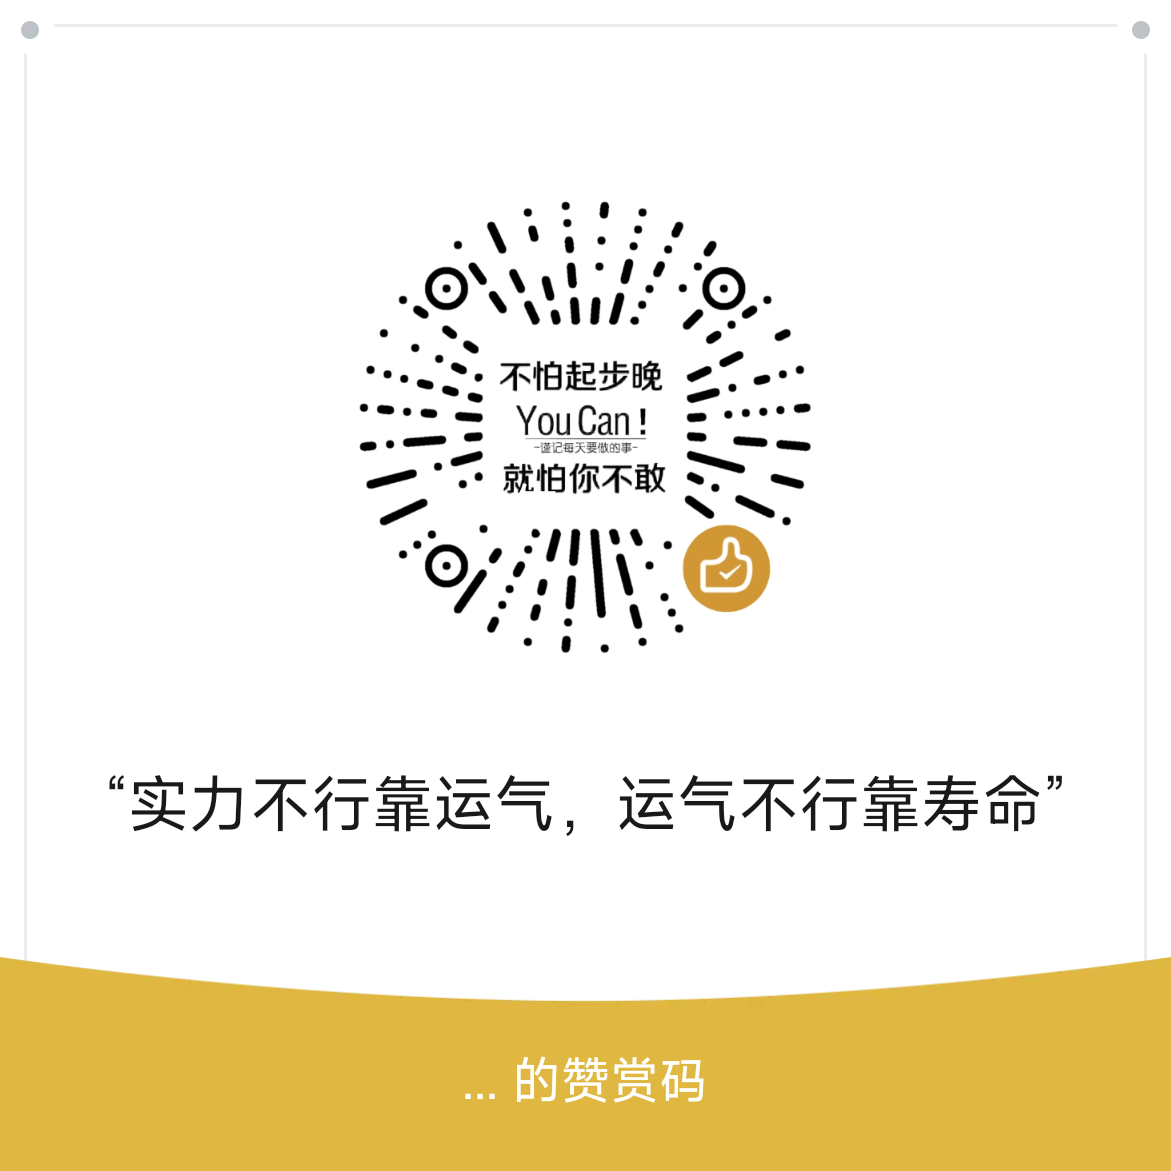 不怕起步晚
You Can!
-谨记每天要做的事-
就怕你不敢
“实力不行靠运气，运气不行靠寿命”
... 的赞赏码